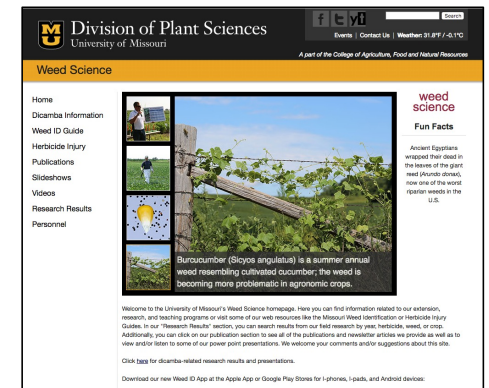 Division of Plant Sciences
University of Missouri
Search
Events | Contact Us | Weather: 31.8°F / -0.1°C
A part of the College of Agriculture, Food and Natural Resources
Weed Science
Home
Dicamba Information
Weed ID Guide
Herbicide Injury
Publications
Slideshows
Videos
Research Results
Personnel
Burcucumber (Sicyos angulatus) is a summer annual
weed resembling cultivated cucumber; the weed is
becoming more problematic in agronomic crops.
weed
science
Fun Facts
Ancient Egyptians
wrapped their dead in
the leaves of the giant
reed (Arundo donax),
now one of the worst
riparian weeds in the
U.S.
Welcome to the University of Missouri's Weed Science homepage. Here you can find information related to our extension,
research, and teaching programs or visit some of our web resources like the Missouri Weed Identification or Herbicide Injury
Guides. In our "Research Results" section, you can search results from our field research by year, herbicide, weed, or crop.
Additionally, you can click on our publication section to see all of the publications and newsletter articles we provide as well as to
view and/or listen to some of our power point presentations. We welcome your comments and/or suggestions about this site.
Click here for dicamba-related research results and presentations.
Download our new Weed ID App at the Apple App or Google Play Stores for I-phones, I-pads, and Android devices: